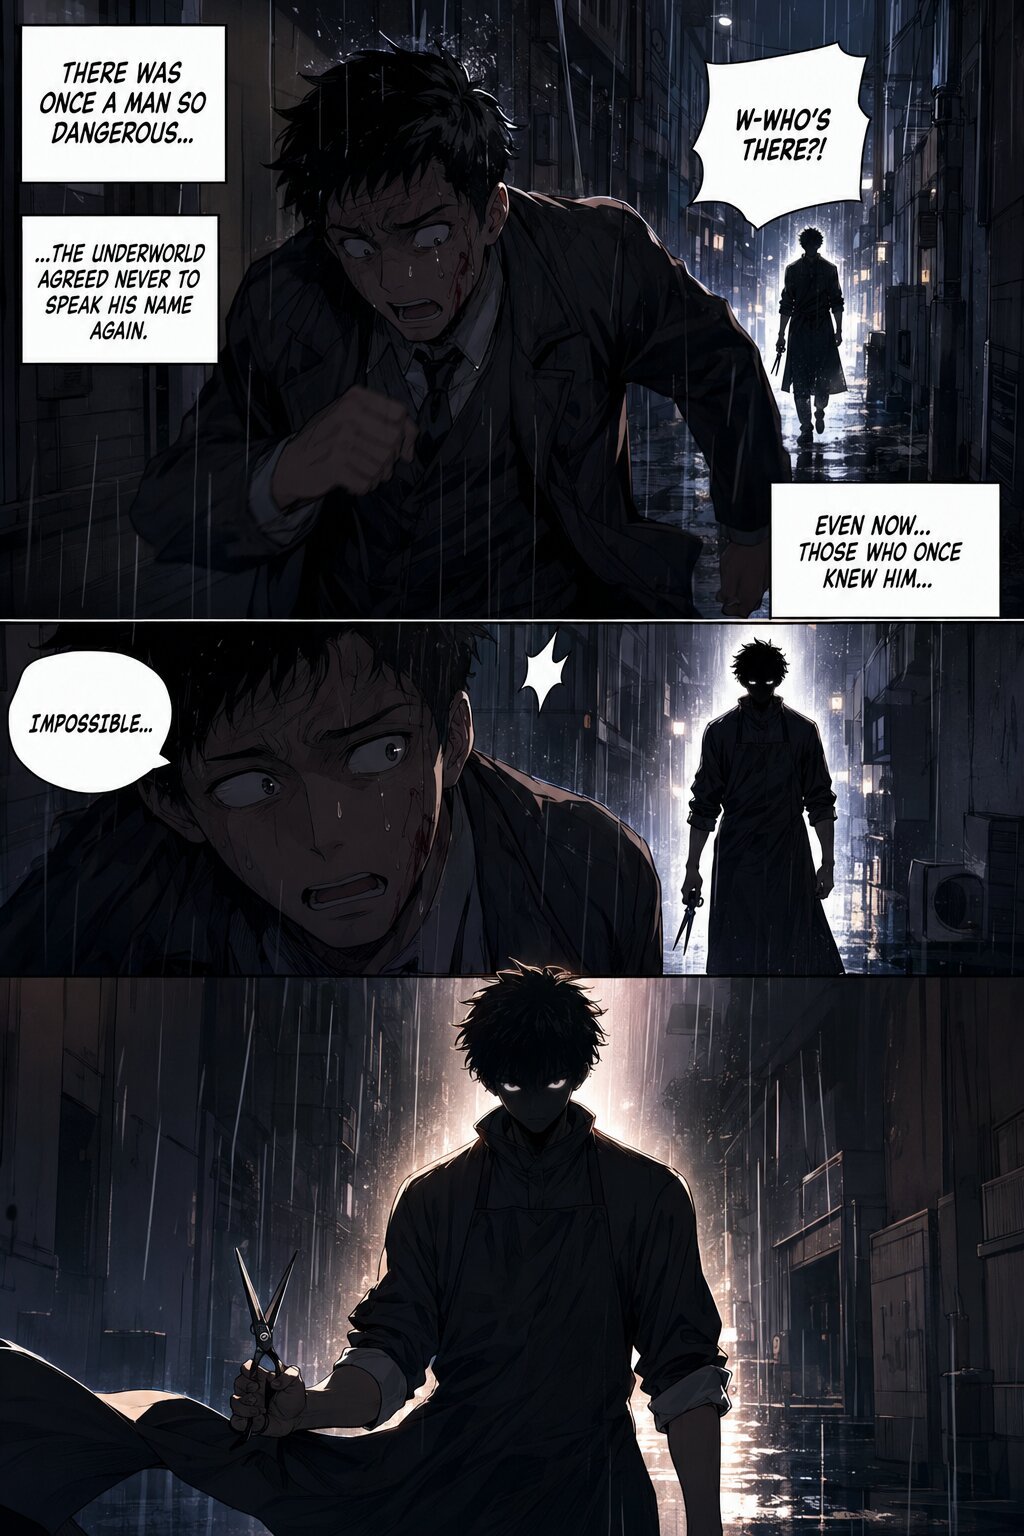 THERE WAS
ONCE A MAN SO
DANGEROUS...
...THE UNDERWORLD
AGREED NEVER TO
SPEAK HIS NAME
AGAIN.
W-WHO'S
THERE?!
EVEN NOW...
THOSE WHO ONCE
KNEW HIM...
IMPOSSIBLE...